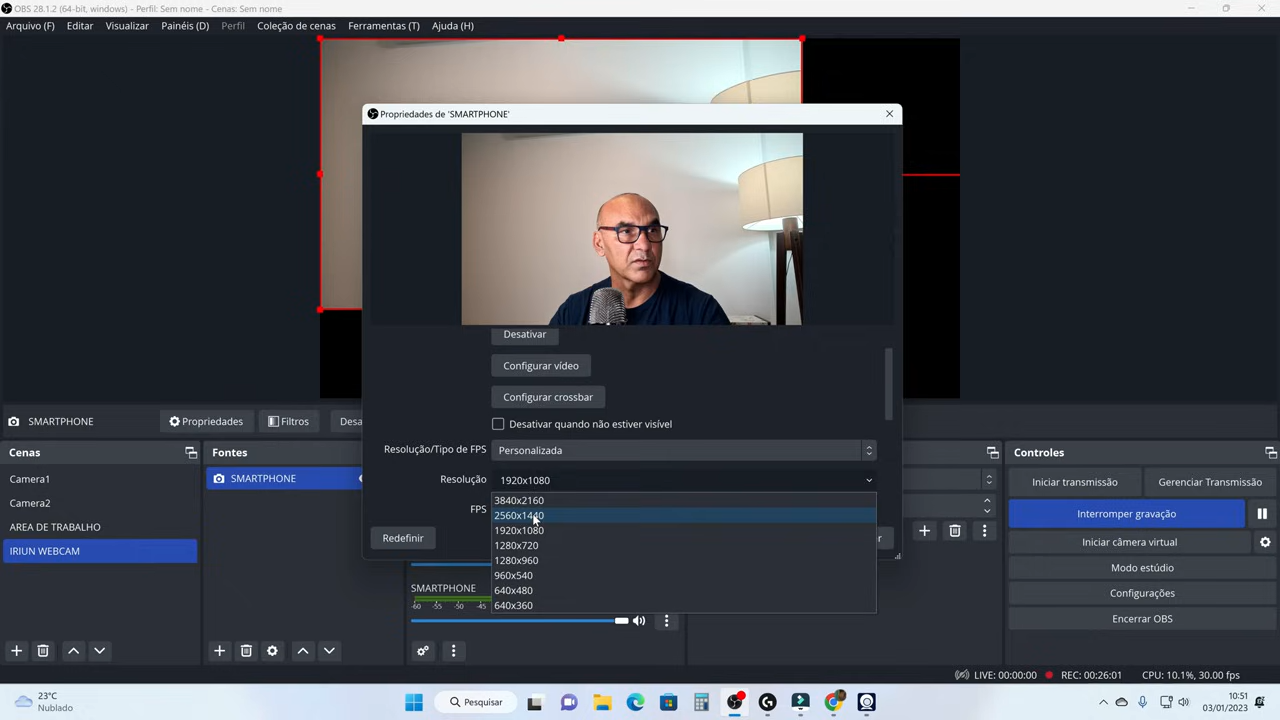 OBS 28.1.2 (64-bit, windows) - Perfil: Sem nome - Cenas: Sem nome
Arquivo (F) Editar Visualizar Painéis (D) Perfil Coleção de cenas Ferramentas (T) Ajuda (H)
Propriedades de 'SMARTPHONE'
Desativar
Configurar vídeo
Configurar crossbar
Desativar quando não estiver visível
Resolução/Tipo de FPS Personalizada
Resolução 1920x1080
FPS
3840x2160
2560x1440
1920x1080
1280x720
1280x960
960x540
640x480
640x360
Redefinir
SMARTPHONE Propriedades Filtros Desa
Cenas
Camera1
Camera2
AREA DE TRABALHO
IRIUN WEBCAM
Fontes
SMARTPHONE
SMARTPHONE
-60 -55 -50 -45
Controles
Iniciar transmissão Gerenciar Transmissão
Interromper gravação
Iniciar câmera virtual
Modo estúdio
Configurações
Encerrar OBS
LIVE: 00:00:00 REC: 00:26:01 CPU: 10.1%, 30.00 fps
23°C
Nublado
Pesquisar
10:51
03/01/2023